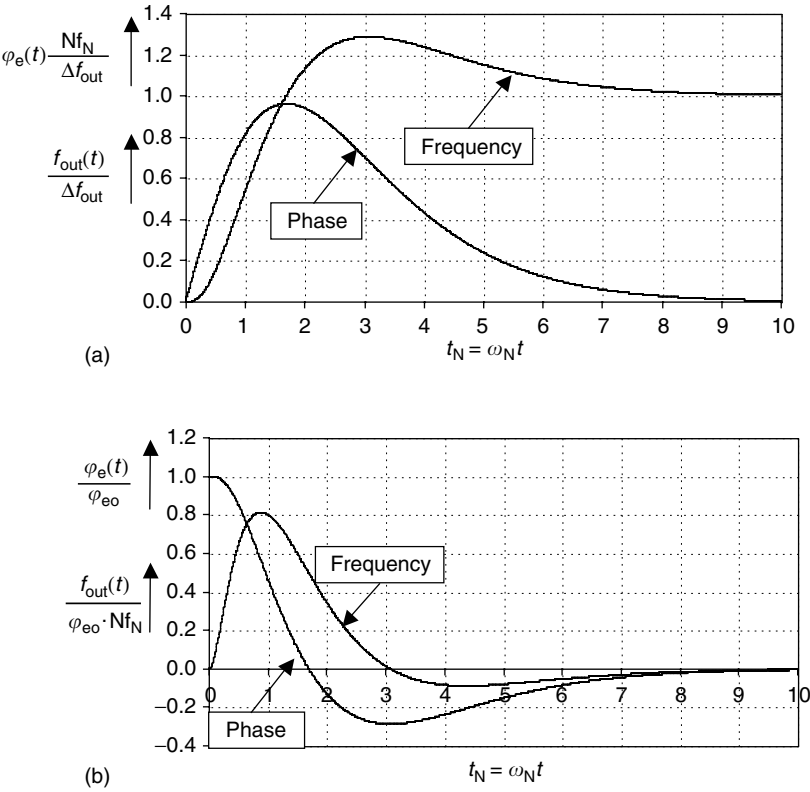 1.4
1.2
1.0
0.8
0.6
0.4
0.2
0.0
φe(t) NfN / Δfout
fout(t) / Δfout
Frequency
Phase
0 1 2 3 4 5 6 7 8 9 10
tN = ωNt
(a)
1.2
1.0
0.8
0.6
0.4
0.2
0.0
−0.2
−0.4
φe(t) / φeo
fout(t) / φeo·NfN
Frequency
Phase
0 1 2 3 4 5 6 7 8 9 10
tN = ωNt
(b)